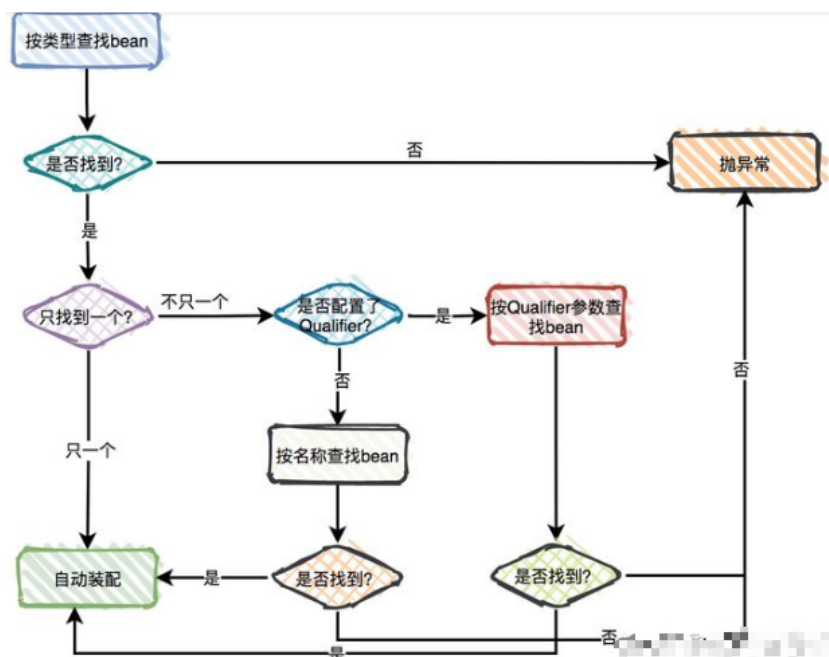 按类型查找bean
是否找到?
否
抛异常
是
只找到一个?
不只一个
是否配置了
Qualifier?
是
按Qualifier参数查
找bean
否
否
只一个
按名称查找bean
自动装配
是
是否找到?
是否找到?
否
是